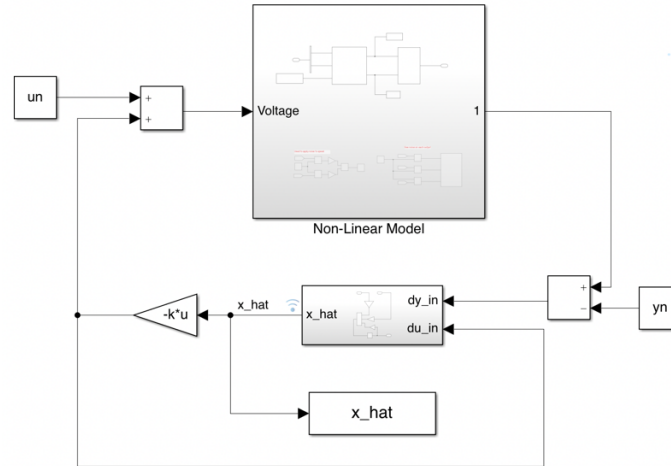 un
+
+
Voltage
1
Non-Linear Model
+
−
yn
dy_in
du_in
x_hat
x_hat
-k*u
x_hat